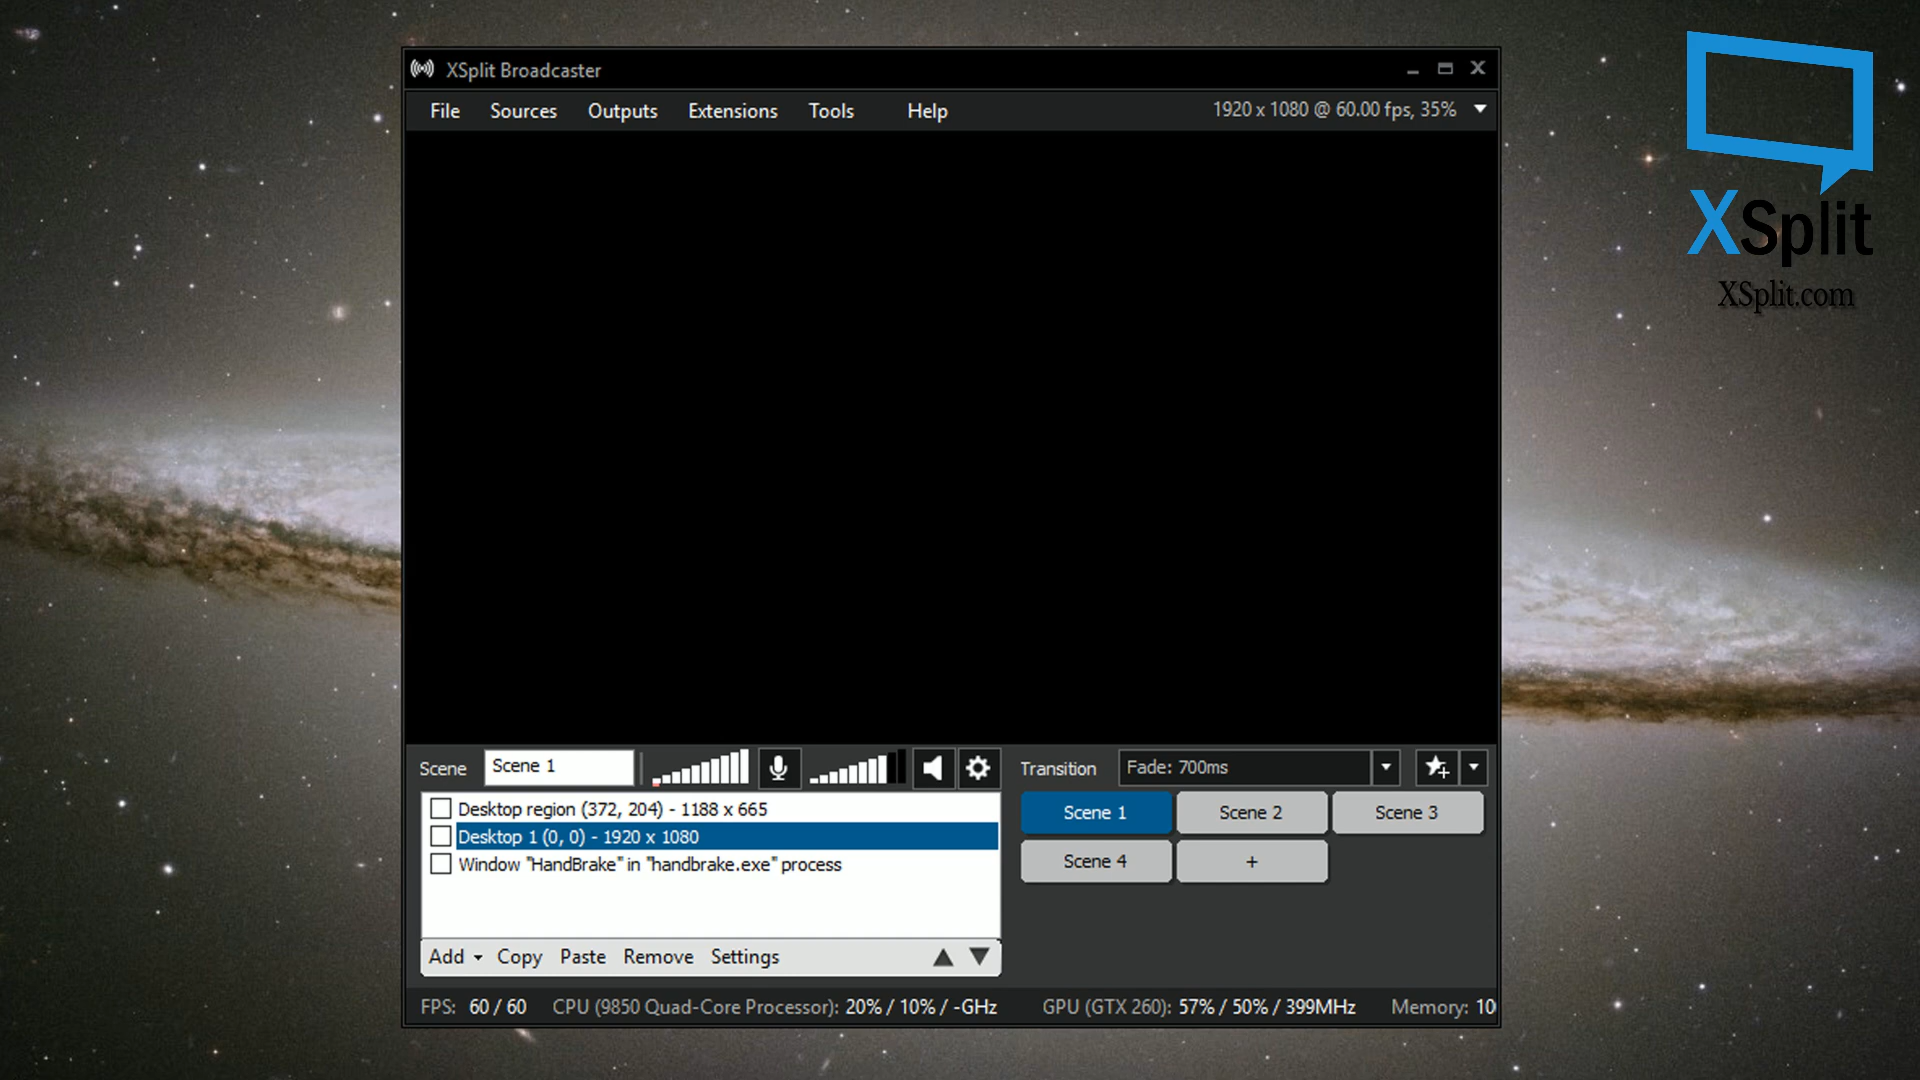 XSplit Broadcaster
File Sources Outputs Extensions Tools Help 1920 x 1080 @ 60.00 fps, 35%
XSplit
XSplit.com
Scene Scene 1
Transition Fade: 700ms
Desktop region (372, 204) - 1188 x 665
Desktop 1 (0, 0) - 1920 x 1080
Window "HandBrake" in "handbrake.exe" process
Scene 1 Scene 2 Scene 3
Scene 4 +
Add Copy Paste Remove Settings
FPS: 60 / 60 CPU (9850 Quad-Core Processor): 20% / 10% / -GHz GPU (GTX 260): 57% / 50% / 399MHz Memory: 10